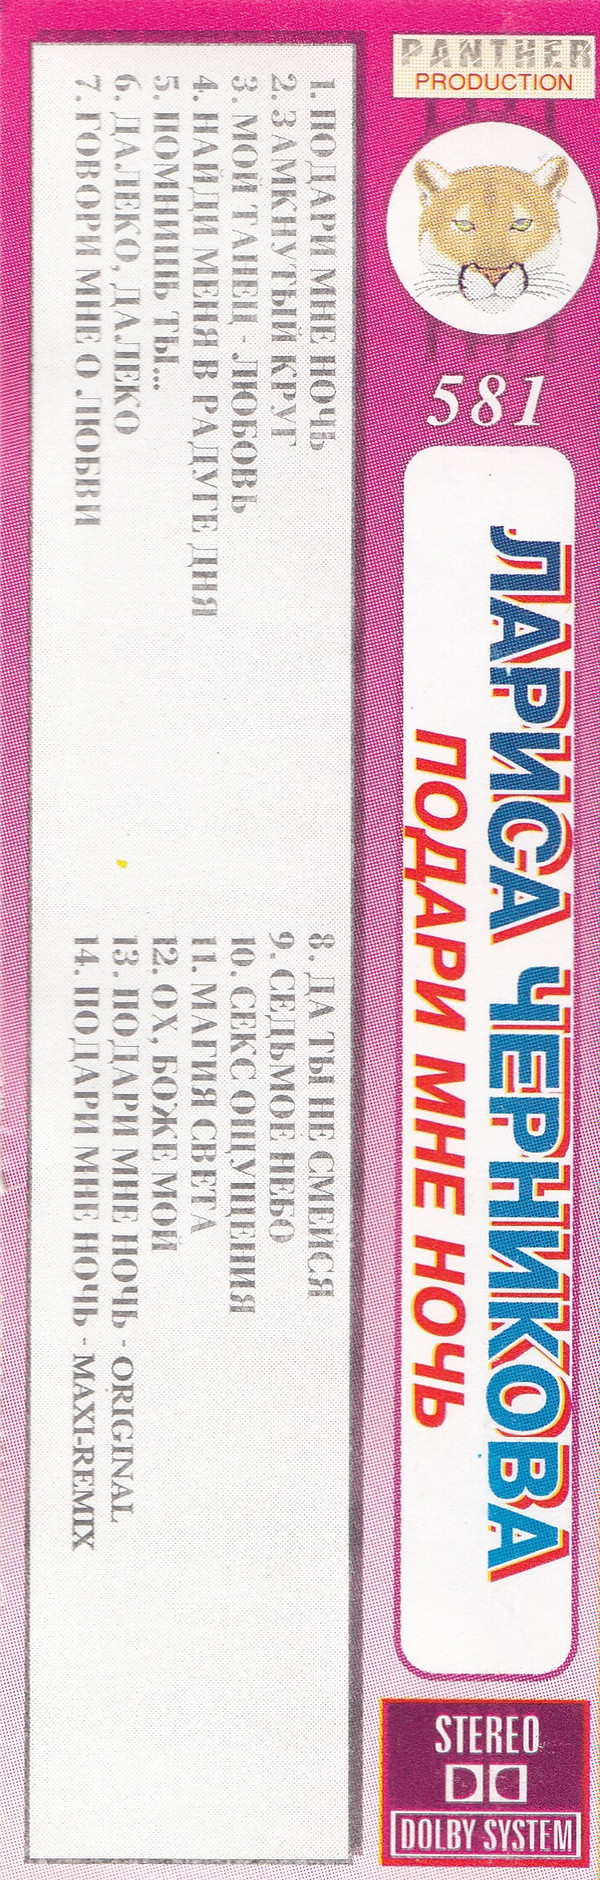 PANTHER
PRODUCTION
581
ЛАРИСА ЧЕРНИКОВА
ПОДАРИ МНЕ НОЧЬ
STEREO
DOLBY SYSTEM
1. ПОДАРИ МНЕ НОЧЬ
2. ЗАМКНУТЫЙ КРУГ
3. МОЙ ТАНЕЦ - ЛЮБОВЬ
4. НАЙДИ МЕНЯ В РАДУГЕ ДНЯ
5. ПОМНИШЬ ТЫ...
6. ДАЛЕКО, ДАЛЕКО
7. ГОВОРИ МНЕ О ЛЮБВИ
8. ДА ТЫ НЕ СМЕЙСЯ
9. СЕДЬМОЕ НЕБО
10. СЕКС ОЩУЩЕНИЯ
11. МАГИЯ СВЕТА
12. ОХ, БОЖЕ МОЙ
13. ПОДАРИ МНЕ НОЧЬ - ORIGINAL
14. ПОДАРИ МНЕ НОЧЬ - MAXI-REMIX